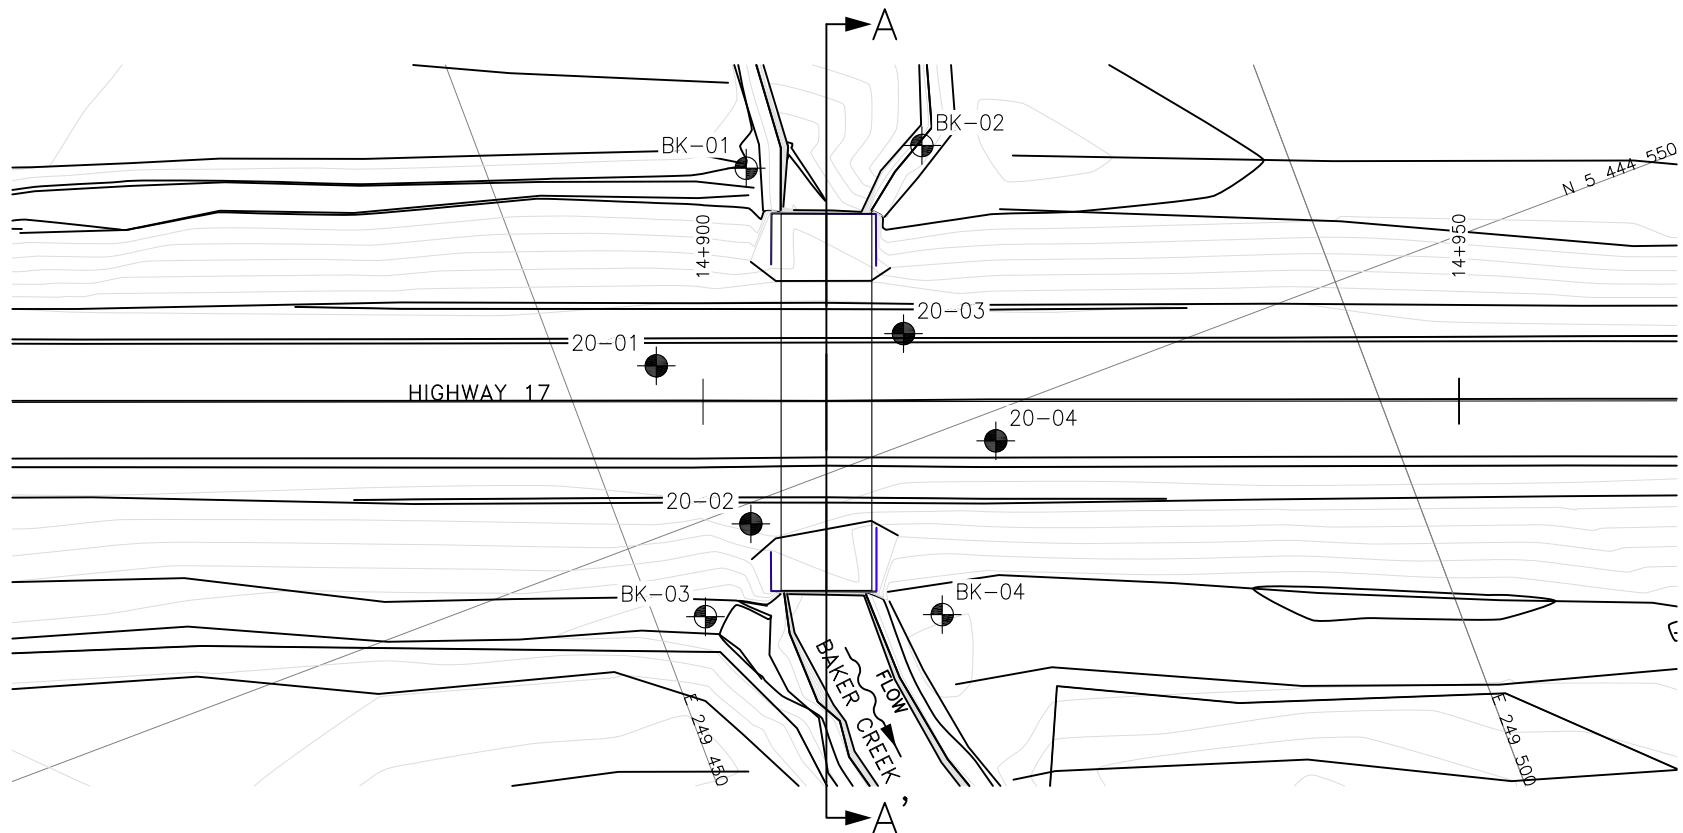 A
BK-02
BK-01
N 5 444 550
14+900
14+950
20-03
20-01
HIGHWAY 17
20-04
20-02
BK-03
BK-04
BAKER CREEK
FLOW
E 249 450
E 249 500
A'